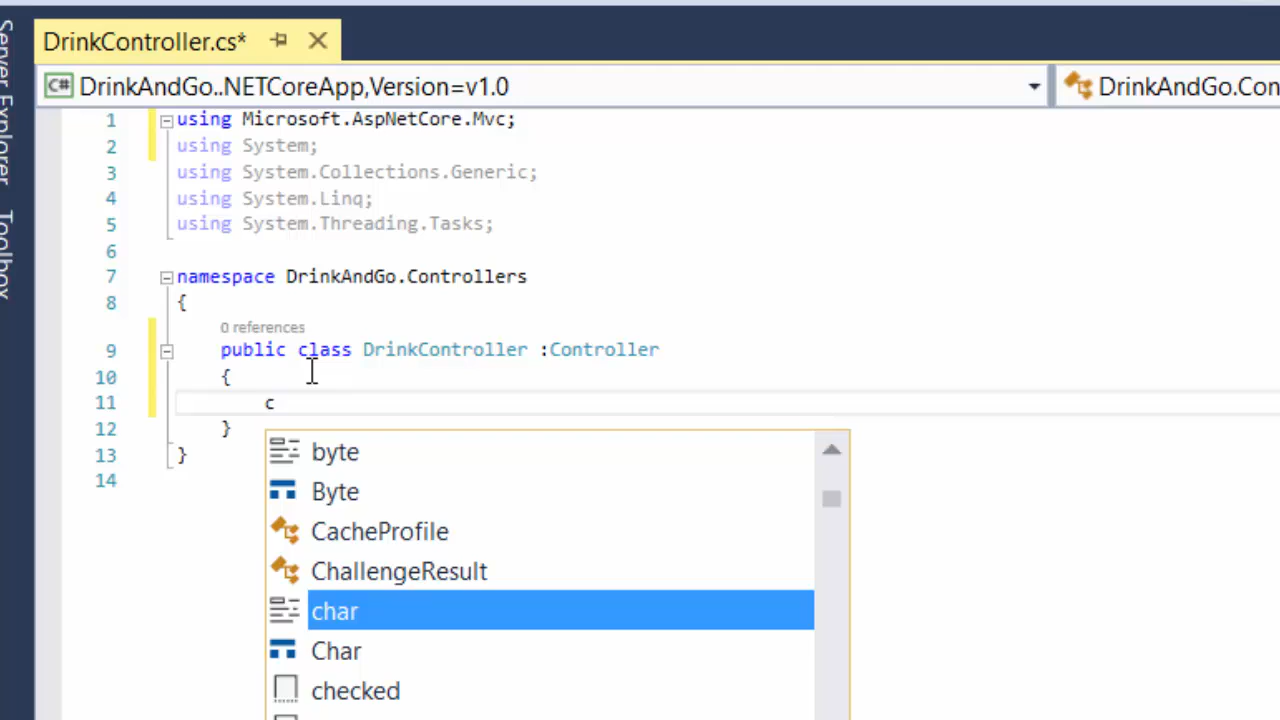 Server Explorer
Toolbox
DrinkController.cs*
C# DrinkAndGo..NETCoreApp,Version=v1.0
DrinkAndGo.Con
1 using Microsoft.AspNetCore.Mvc;
2 using System;
3 using System.Collections.Generic;
4 using System.Linq;
5 using System.Threading.Tasks;
6
7 namespace DrinkAndGo.Controllers
8 {
0 references
9 public class DrinkController :Controller
10 {
11 c
12 }
13 }
14
byte
Byte
CacheProfile
ChallengeResult
char
Char
checked